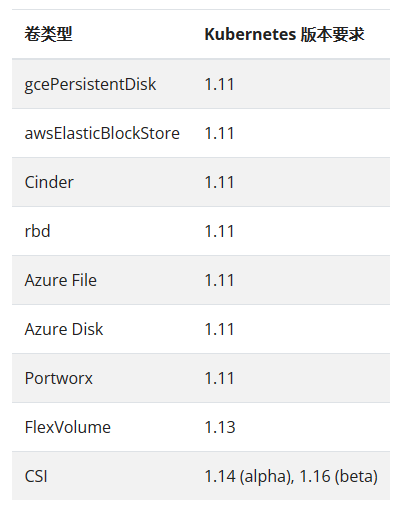 卷类型 Kubernetes 版本要求
gcePersistentDisk 1.11
awsElasticBlockStore 1.11
Cinder 1.11
rbd 1.11
Azure File 1.11
Azure Disk 1.11
Portworx 1.11
FlexVolume 1.13
CSI 1.14 (alpha), 1.16 (beta)